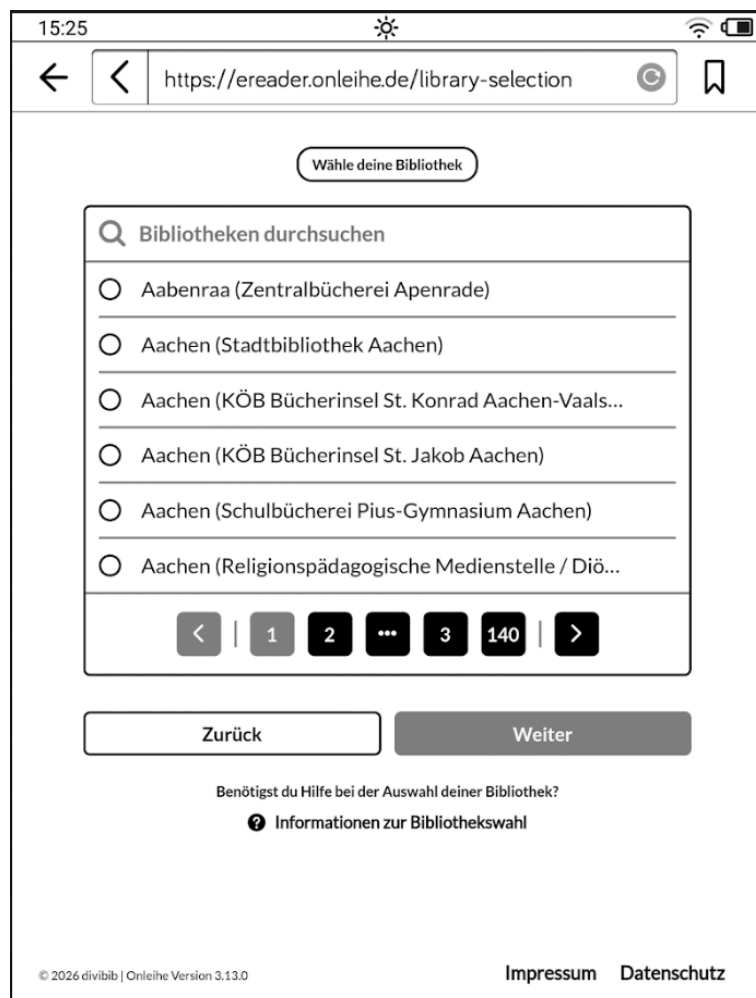 15:25
https://ereader.onleihe.de/library-selection
Wähle deine Bibliothek
Bibliotheken durchsuchen
Aabenraa (Zentralbücherei Apenrade)
Aachen (Stadtbibliothek Aachen)
Aachen (KÖB Bücherinsel St. Konrad Aachen-Vaals...
Aachen (KÖB Bücherinsel St. Jakob Aachen)
Aachen (Schulbücherei Pius-Gymnasium Aachen)
Aachen (Religionspädagogische Medienstelle / Diö...
1 2 ••• 3 140
Zurück Weiter
Benötigst du Hilfe bei der Auswahl deiner Bibliothek?
Informationen zur Bibliothekswahl
© 2026 divibib | Onleihe Version 3.13.0 Impressum Datenschutz